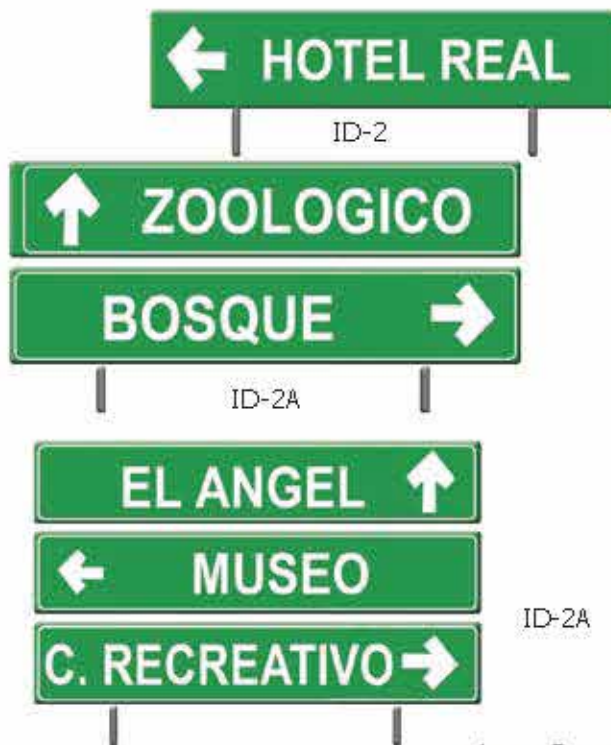 HOTEL REAL
ID-2
ZOOLOGICO
BOSQUE
ID-2A
EL ANGEL
MUSEO
ID-2A
C. RECREATIVO